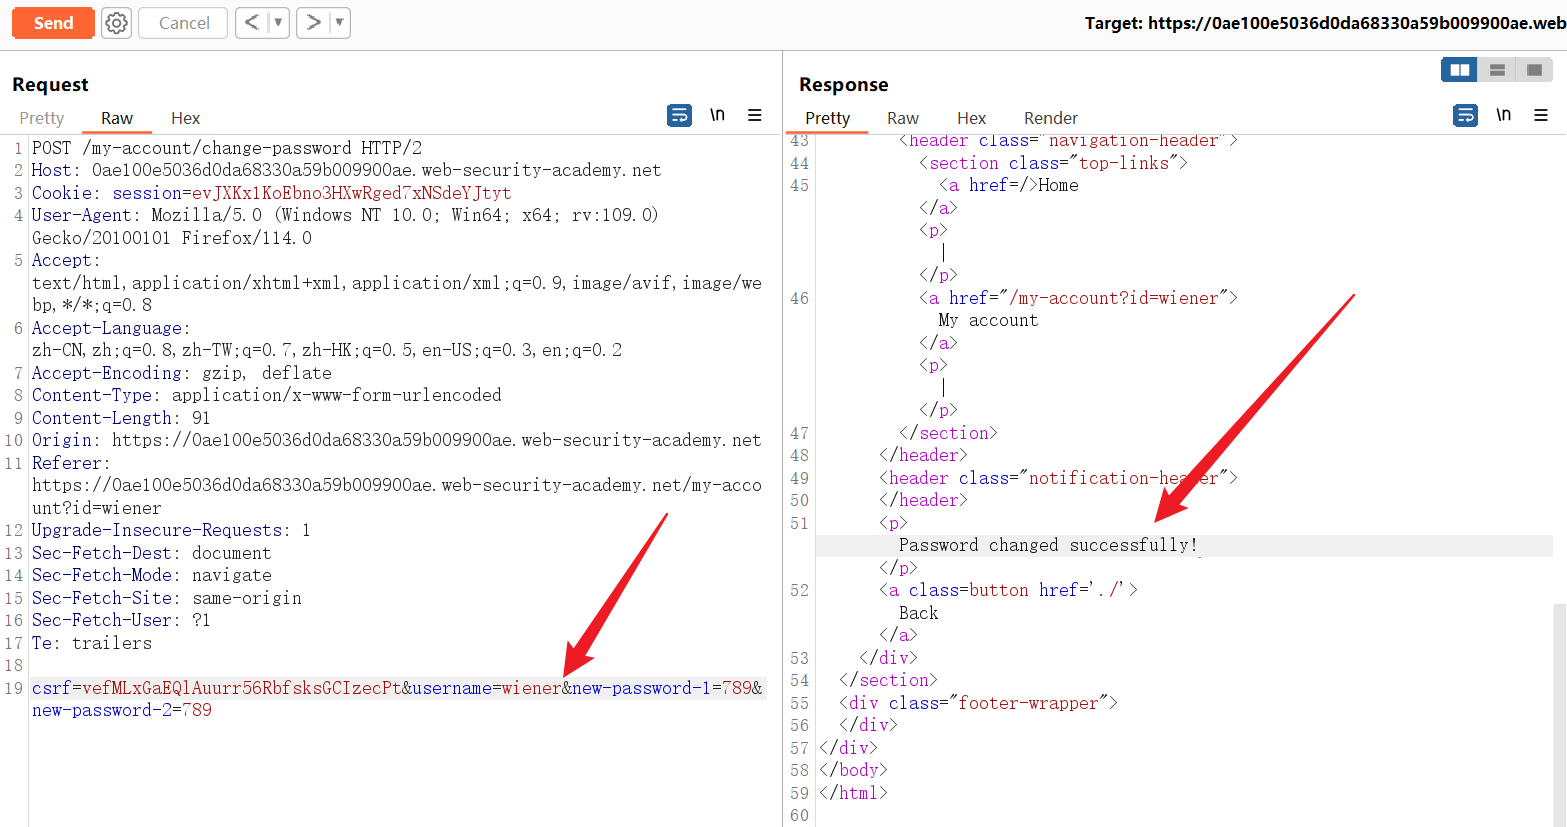 Send
Cancel
<
>
Target: https://0ae100e5036d0da68330a59b009900ae.web
Request
Pretty
Raw
Hex
\n
1 POST /my-account/change-password HTTP/2
2 Host: 0ae100e5036d0da68330a59b009900ae.web-security-academy.net
3 Cookie: session=evJXKx1KoEbno3HXwRged7xNSdeYJtyt
4 User-Agent: Mozilla/5.0 (Windows NT 10.0; Win64; x64; rv:109.0)
Gecko/20100101 Firefox/114.0
5 Accept:
text/html,application/xhtml+xml,application/xml;q=0.9,image/avif,image/we
bp,*/*;q=0.8
6 Accept-Language:
zh-CN,zh;q=0.8,zh-TW;q=0.7,zh-HK;q=0.5,en-US;q=0.3,en;q=0.2
7 Accept-Encoding: gzip, deflate
8 Content-Type: application/x-www-form-urlencoded
9 Content-Length: 91
10 Origin: https://0ae100e5036d0da68330a59b009900ae.web-security-academy.net
11 Referer:
https://0ae100e5036d0da68330a59b009900ae.web-security-academy.net/my-acco
unt?id=wiener
12 Upgrade-Insecure-Requests: 1
13 Sec-Fetch-Dest: document
14 Sec-Fetch-Mode: navigate
15 Sec-Fetch-Site: same-origin
16 Sec-Fetch-User: ?1
17 Te: trailers
18
19 csrf=vefMLxGaEQlAuurr56RbfsksGCIzecPt&username=wiener&new-password-1=789&
new-password-2=789
Response
Pretty
Raw
Hex
Render
\n
43 <header class="navigation-header">
44 <section class="top-links">
45 <a href=/>Home
</a>
<p>
|
</p>
46 <a href="/my-account?id=wiener">
My account
</a>
<p>
|
</p>
47 </section>
48 </header>
49 <header class="notification-header">
50 </header>
51 <p>
Password changed successfully!
</p>
52 <a class=button href='./'>
Back
</a>
53 </div>
54 </section>
55 <div class="footer-wrapper">
56 </div>
57 </div>
58 </body>
59 </html>
60